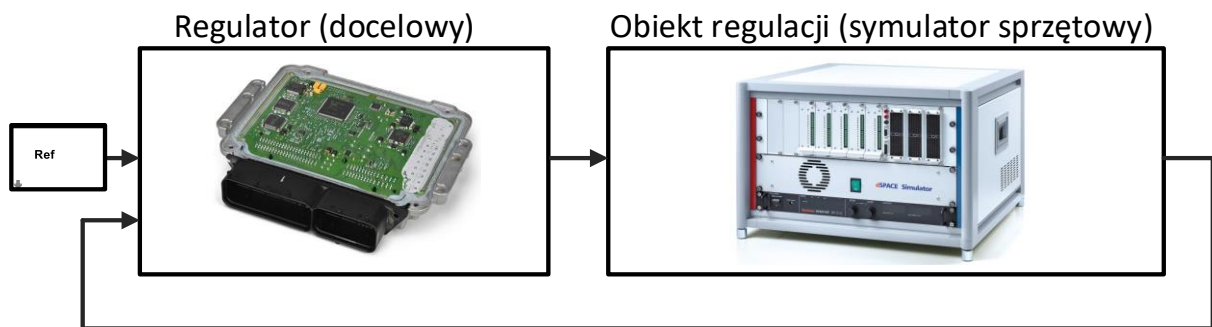 Regulator (docelowy)
Obiekt regulacji (symulator sprzętowy)
Ref
dSPACE Simulator